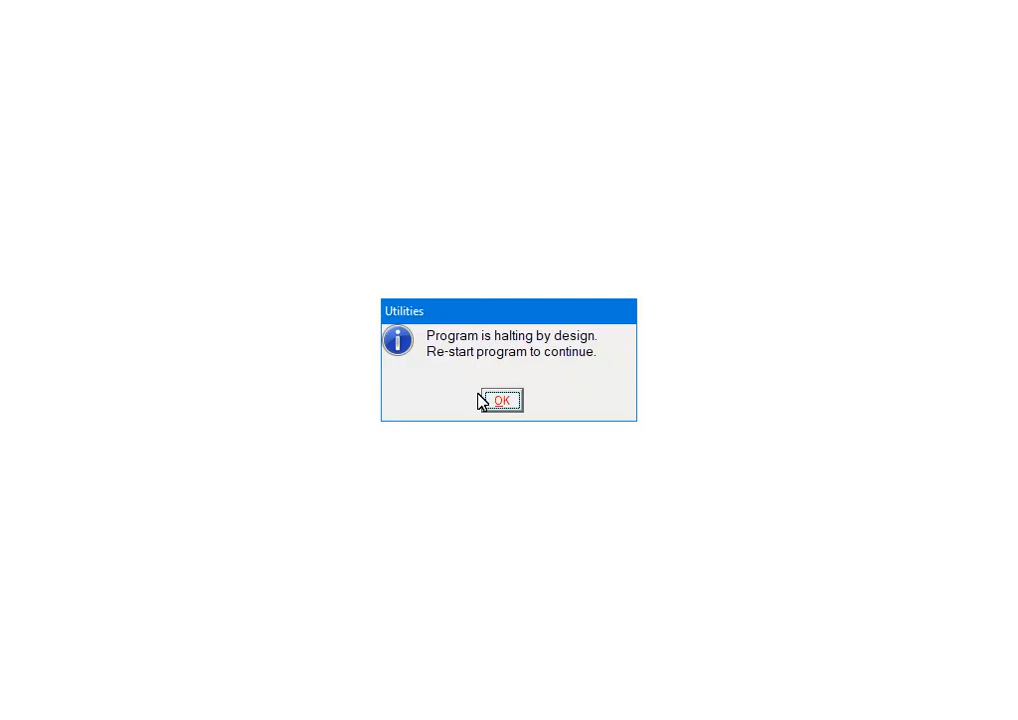 Utilities
Program is halting by design.
Re-start program to continue.
OK